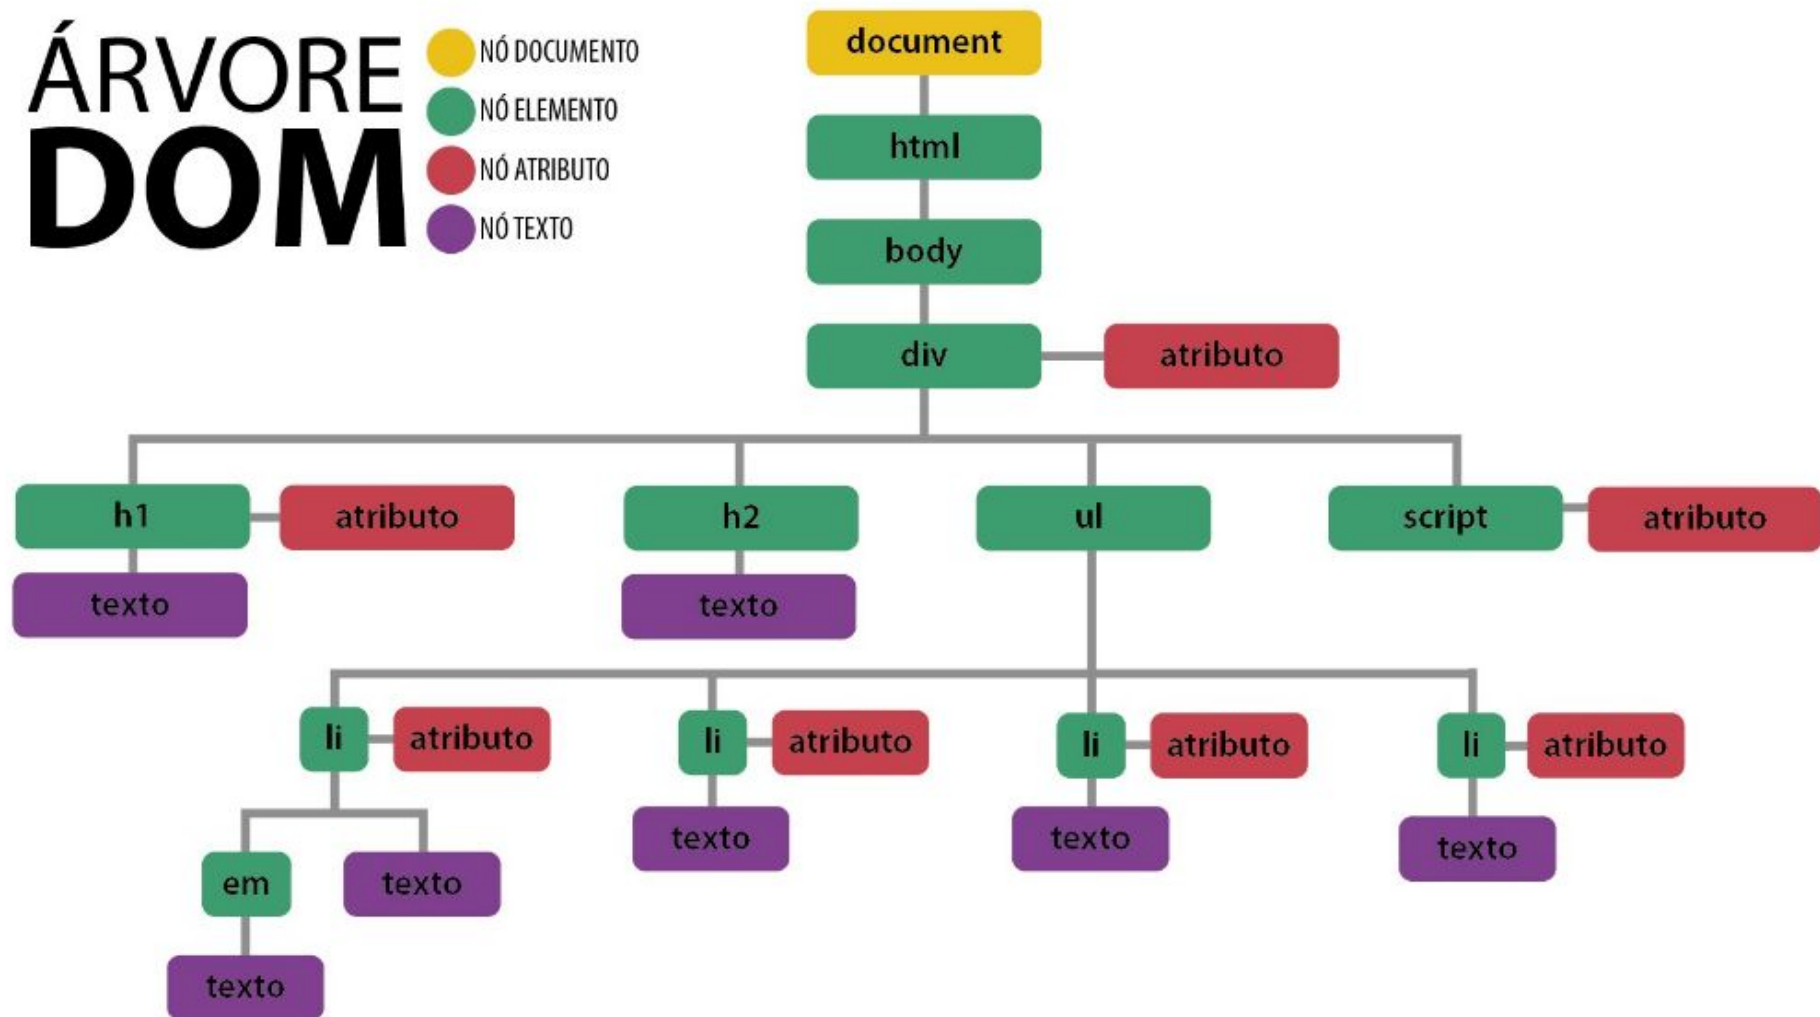 ÁRVORE
DOM
NÓ DOCUMENTO
NÓ ELEMENTO
NÓ ATRIBUTO
NÓ TEXTO
document
html
body
div atributo
h1 atributo h2 ul script atributo
texto texto
li atributo li atributo li atributo li atributo
texto texto texto
em texto
texto